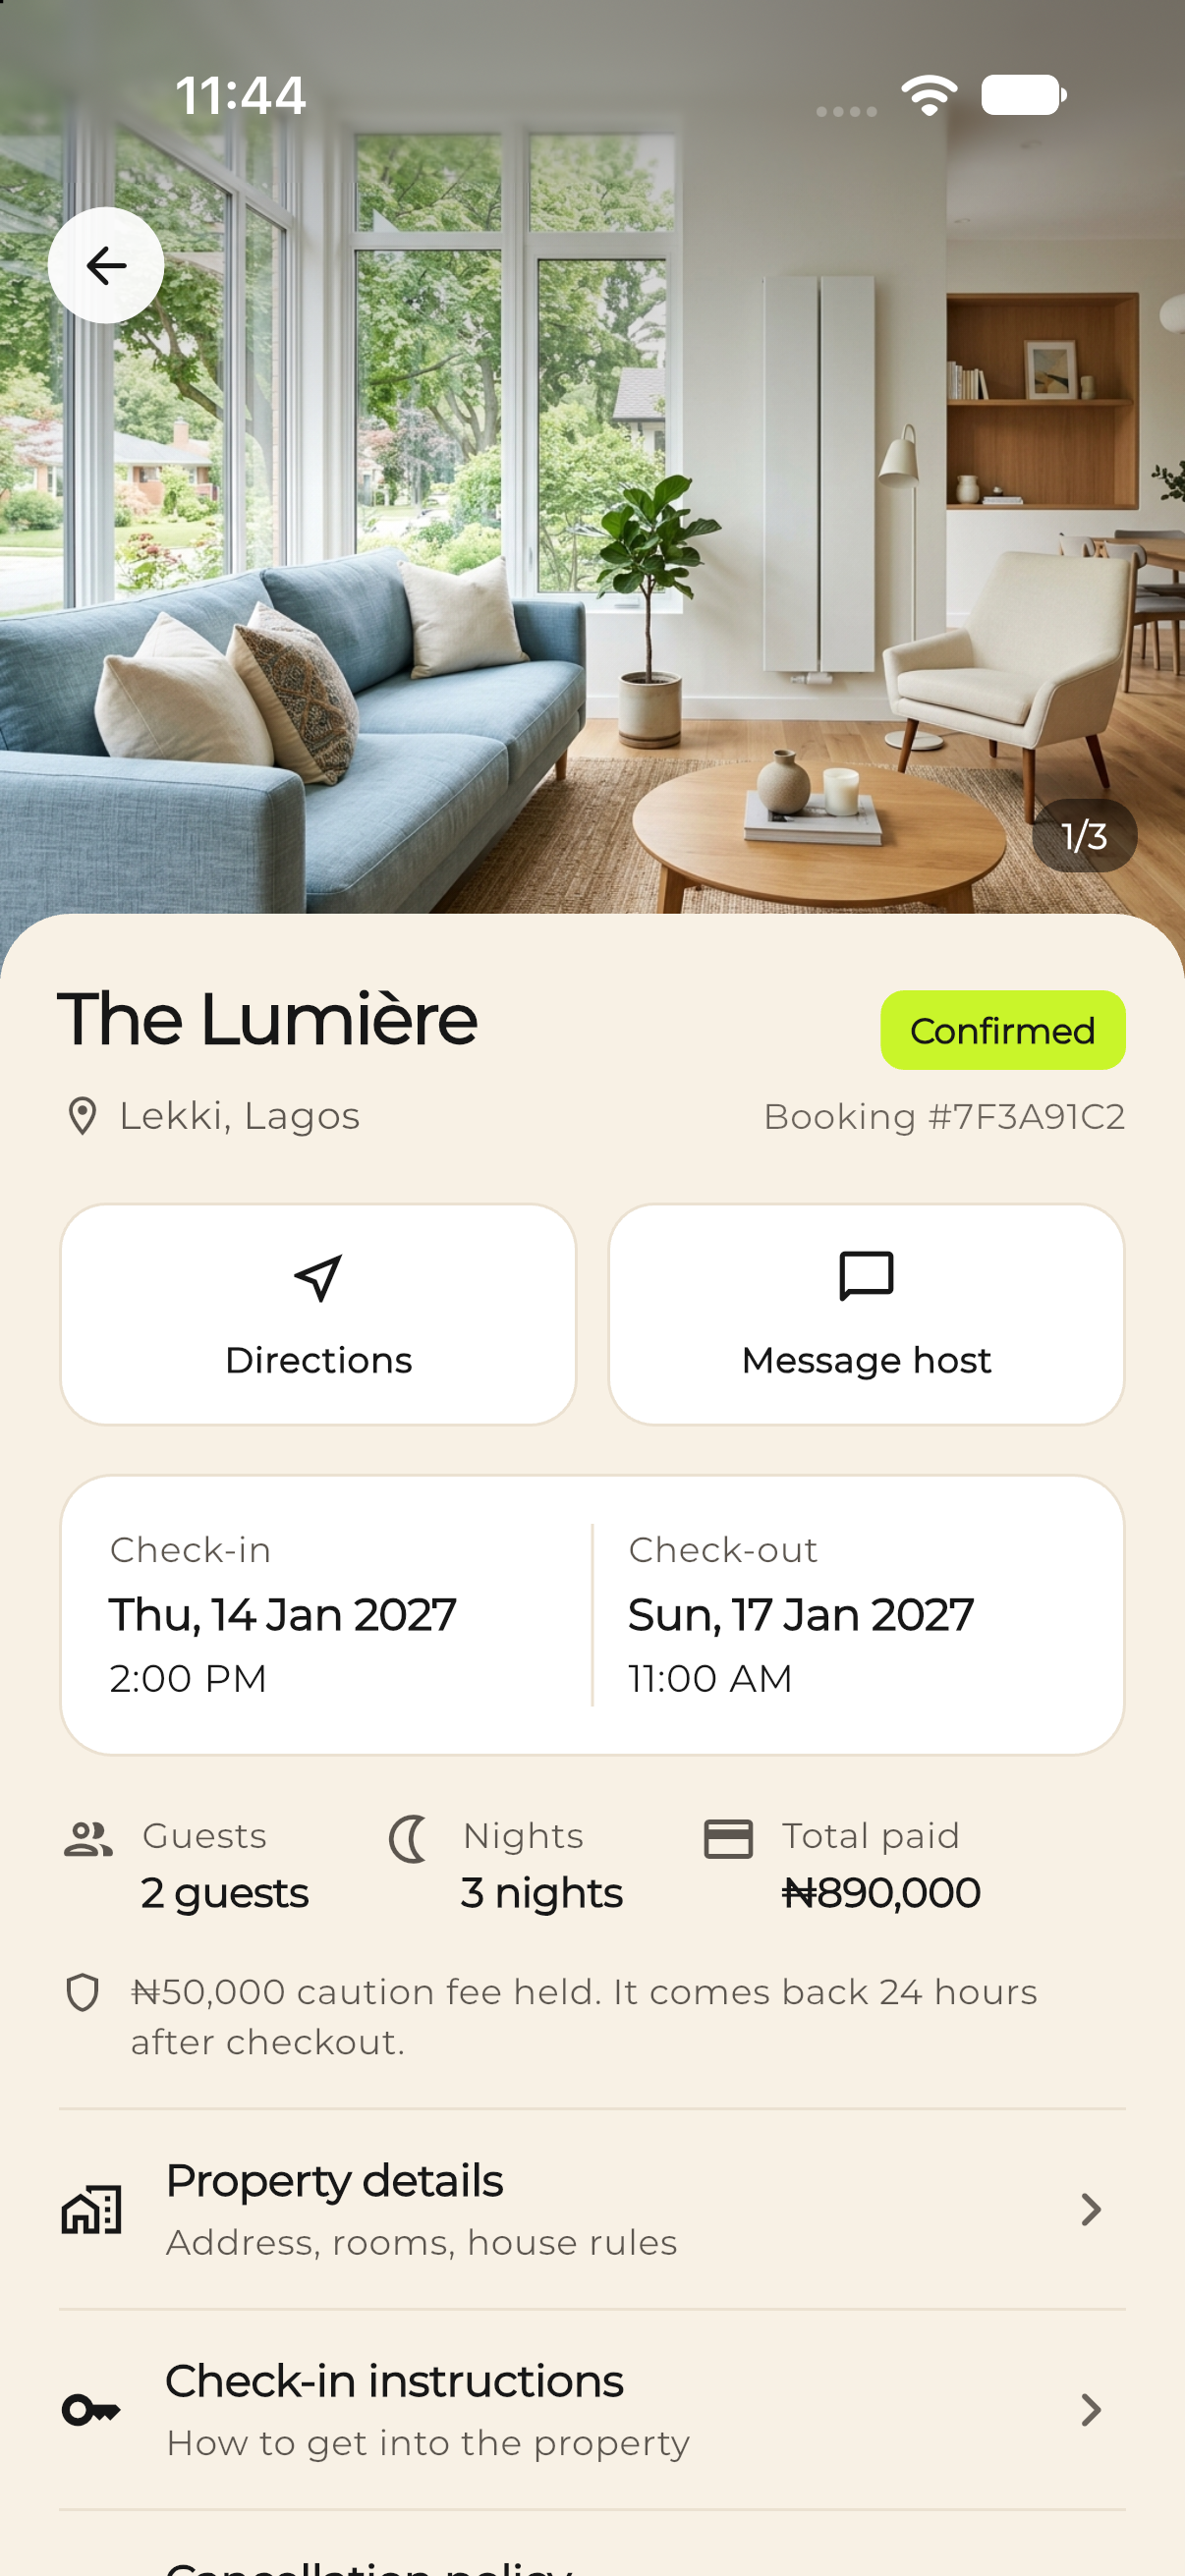 11:44
1/3
The Lumière
Confirmed
Lekki, Lagos
Booking #7F3A91C2
Directions
Message host
Check-in
Check-out
Thu, 14 Jan 2027
Sun, 17 Jan 2027
2:00 PM
11:00 AM
Guests
Nights
Total paid
2 guests
3 nights
₦890,000
₦50,000 caution fee held. It comes back 24 hours
after checkout.
Property details
Address, rooms, house rules
Check-in instructions
How to get into the property
Cancellation policy